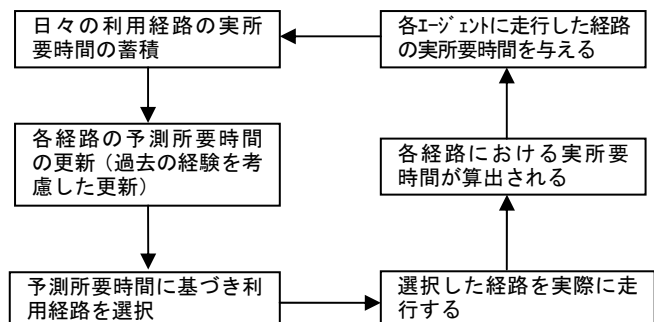 日々の利用経路の実所
要時間の蓄積
各ｴｰｼﾞｪﾝﾄに走行した経路
の実所要時間を与える
各経路の予測所要時間
の更新（過去の経験を考
慮した更新）
各経路における実所要
時間が算出される
予測所要時間に基づき利
用経路を選択
選択した経路を実際に走
行する